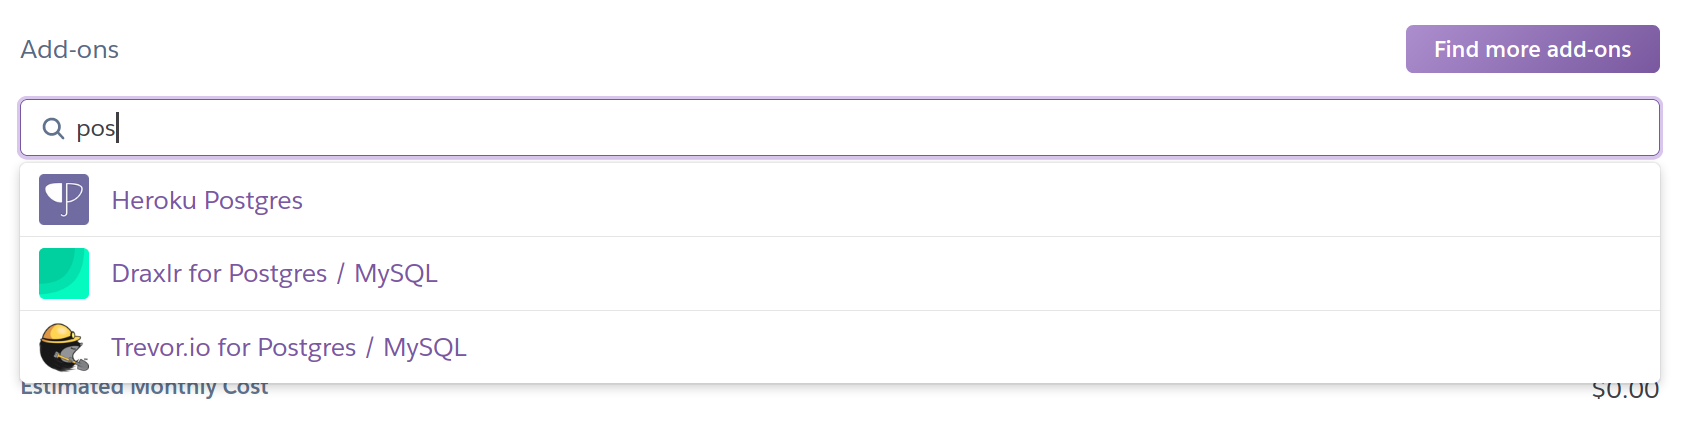 Add-ons
Find more add-ons
pos
Heroku Postgres
Draxlr for Postgres / MySQL
Trevor.io for Postgres / MySQL
Estimated Monthly Cost
$0.00